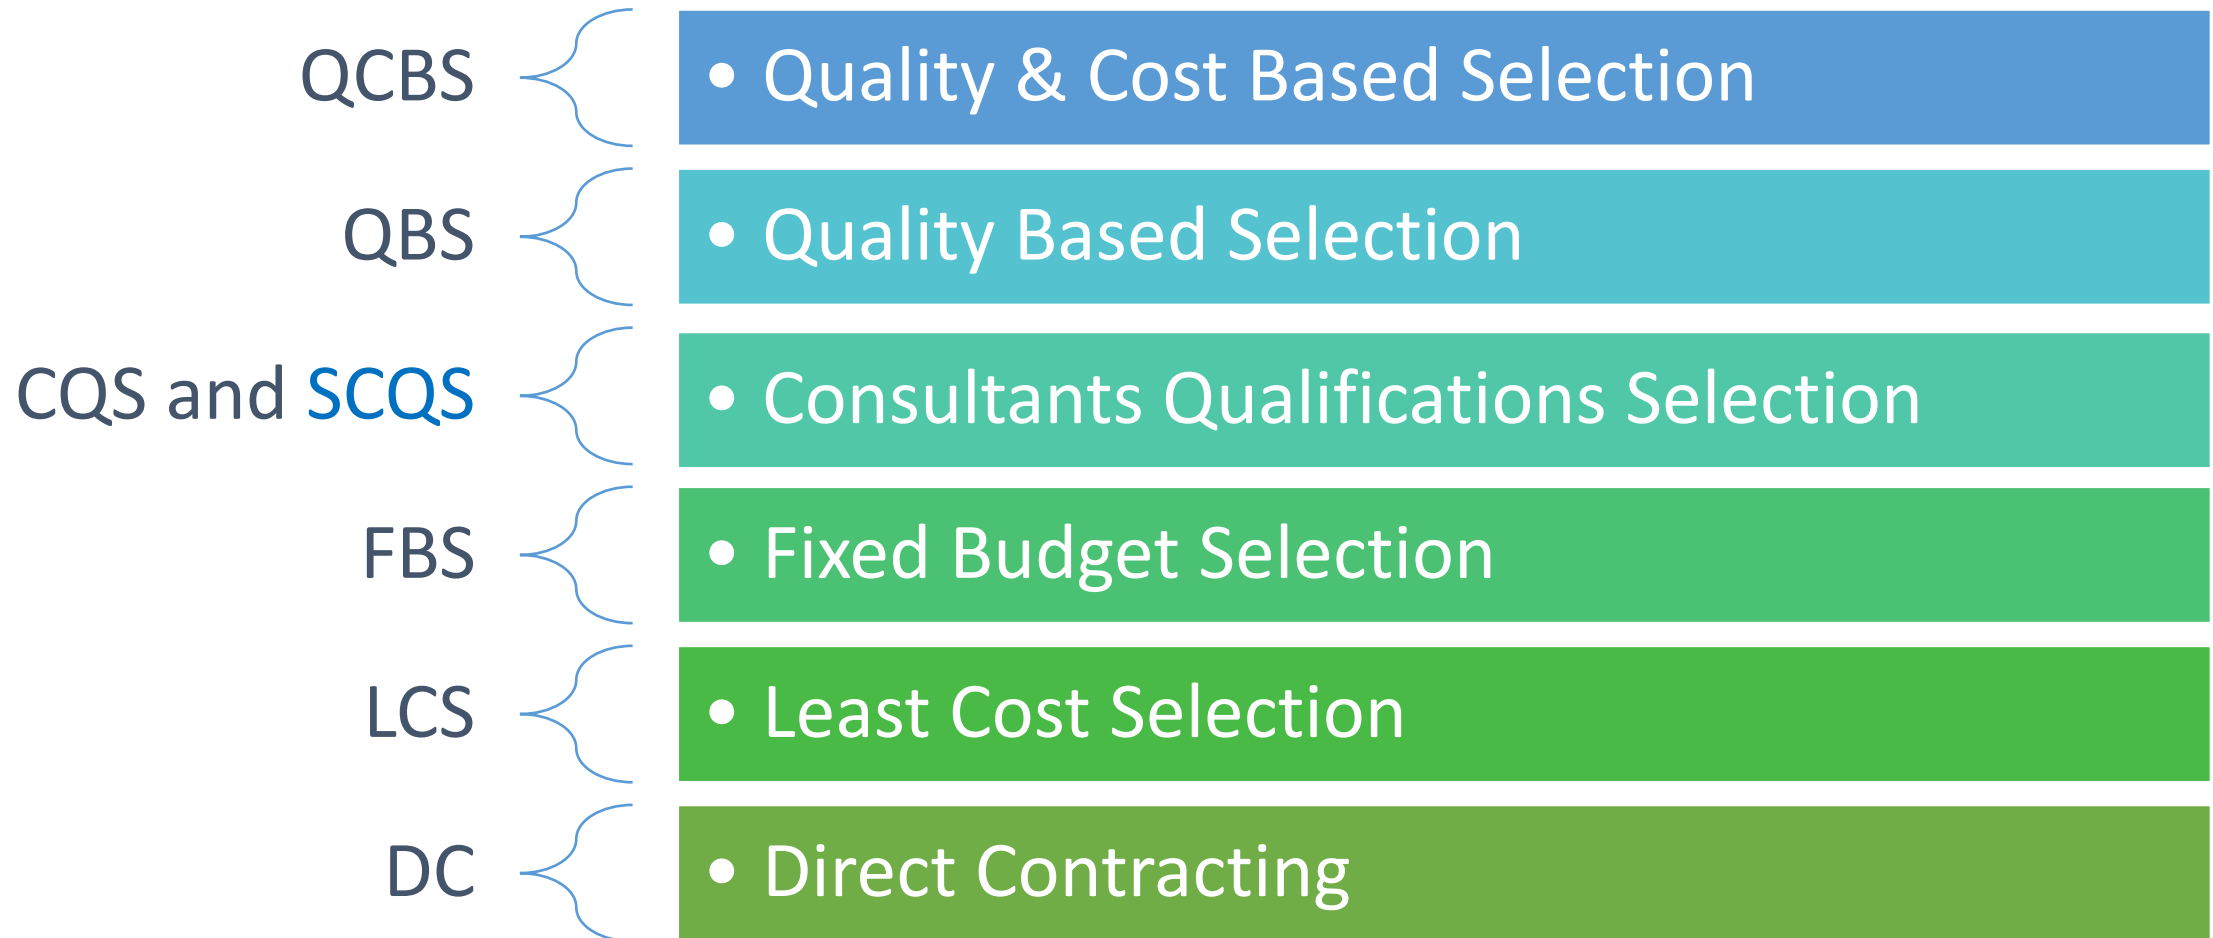 QCBS
• Quality & Cost Based Selection
QBS
• Quality Based Selection
CQS and SCQS
• Consultants Qualifications Selection
FBS
• Fixed Budget Selection
LCS
• Least Cost Selection
DC
• Direct Contracting